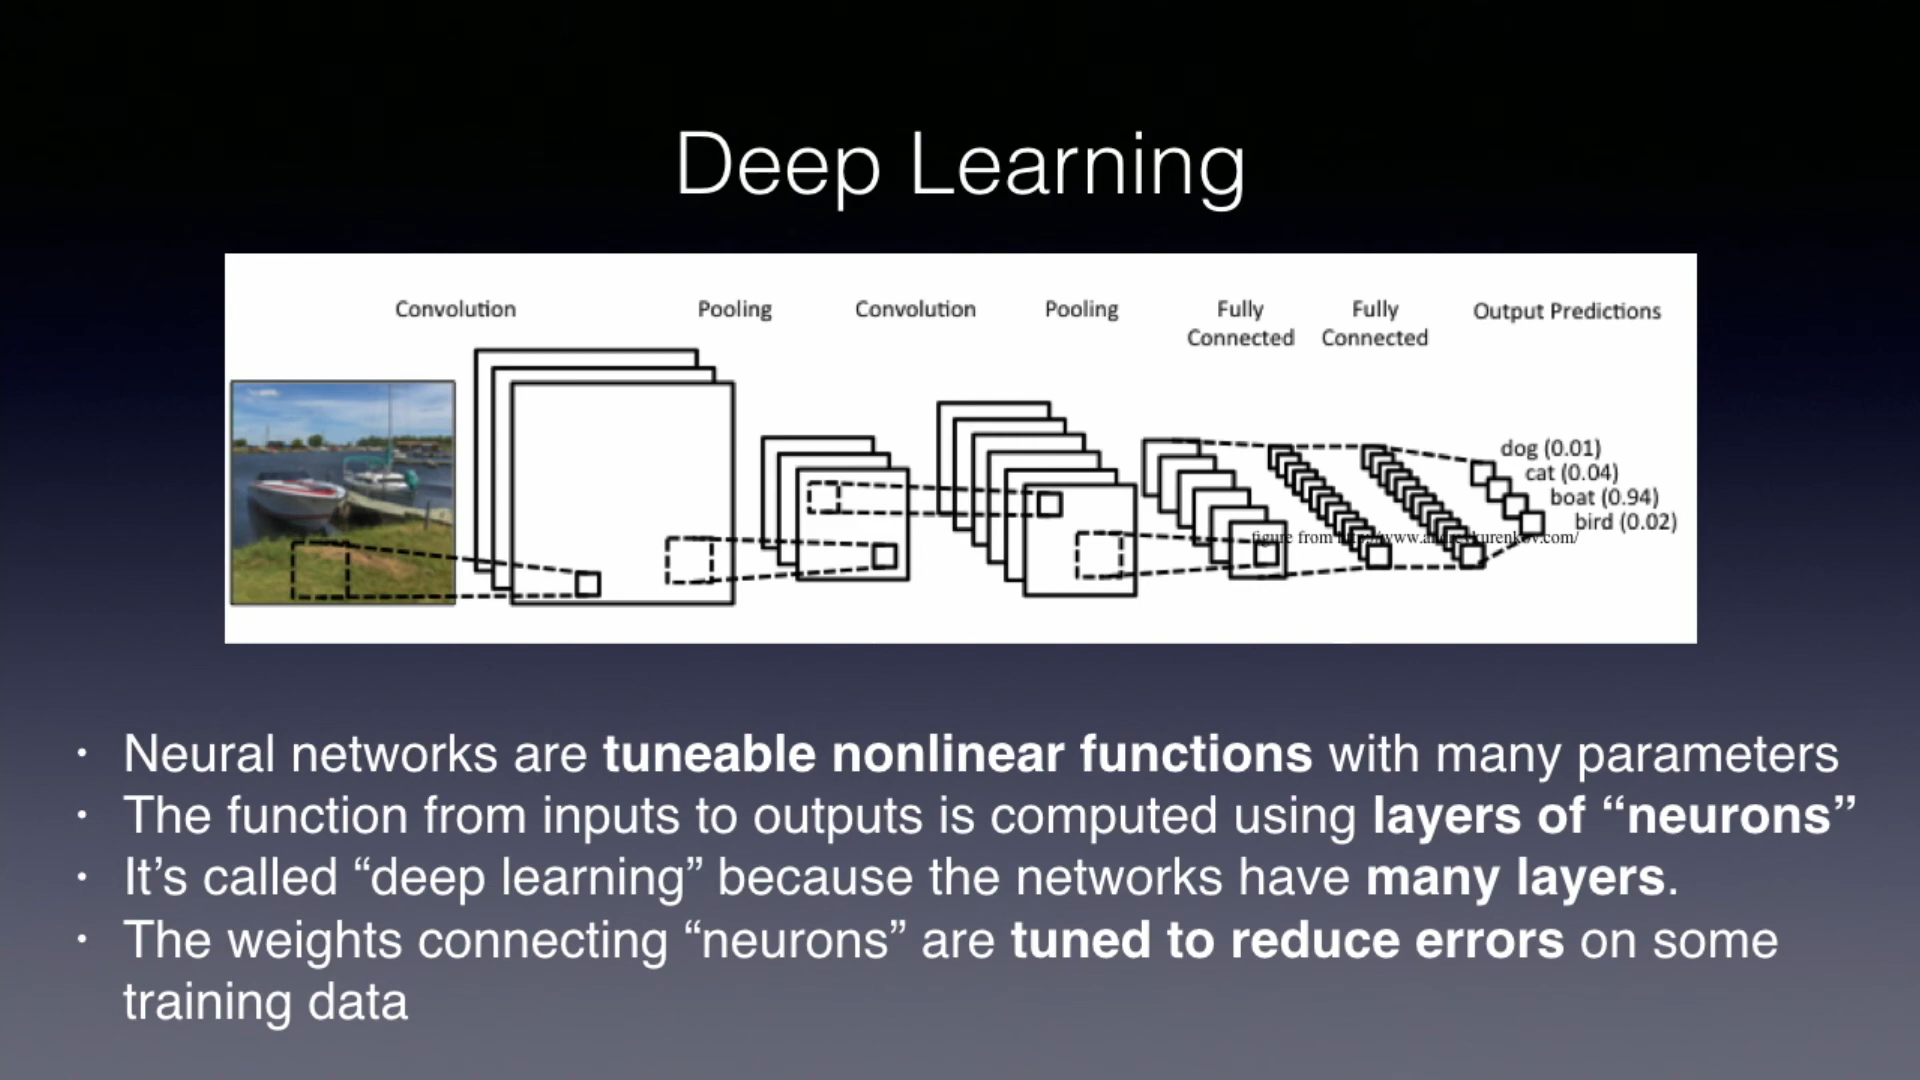 Deep Learning
Convolution
Pooling
Convolution
Pooling
Fully
Connected
Fully
Connected
Output Predictions
dog (0.01)
cat (0.04)
boat (0.94)
bird (0.02)
figure from http://www.andreykurenkov.com/
• Neural networks are tuneable nonlinear functions with many parameters
• The function from inputs to outputs is computed using layers of “neurons”
• It’s called “deep learning” because the networks have many layers.
• The weights connecting “neurons” are tuned to reduce errors on some
training data